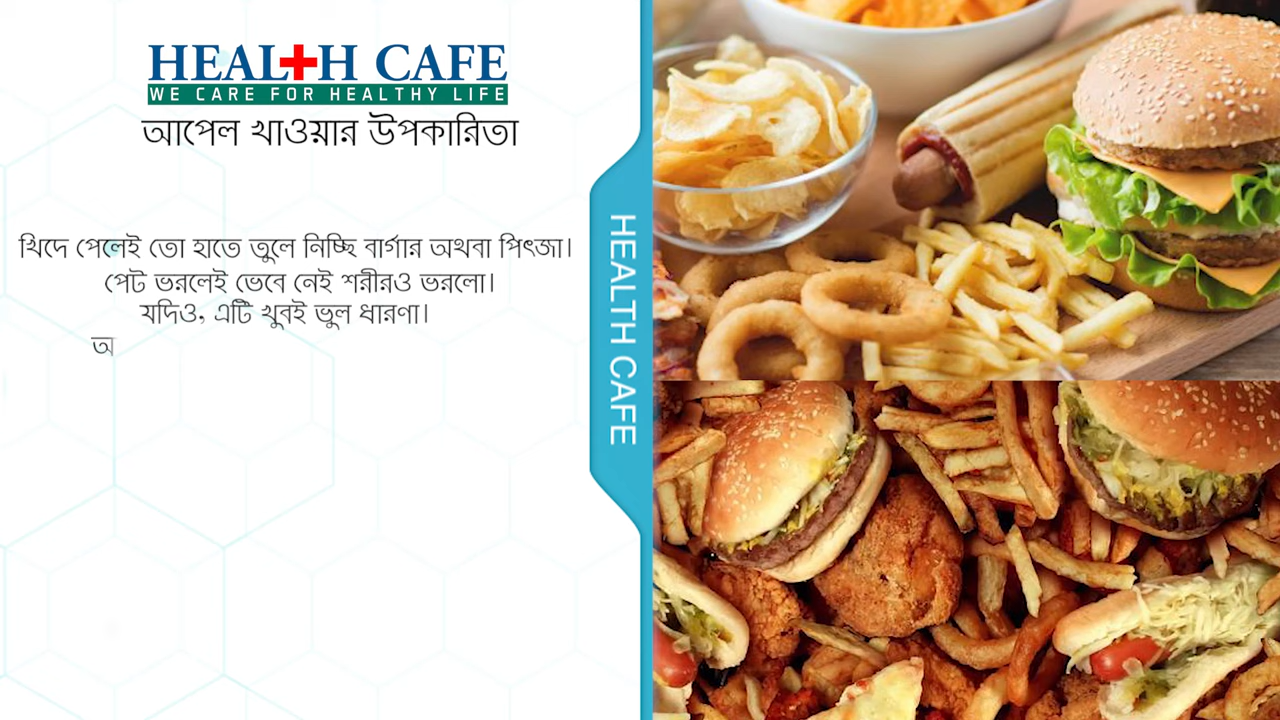 HEALTH CAFE
WE CARE FOR HEALTHY LIFE
আপেল খাওয়ার উপকারিতা
খিদে পেলেই তো হাতে তুলে নিচ্ছি বার্গার অথবা পিৎজা।
পেট ভরলেই ভেবে নেই শরীরও ভরলো।
যদিও, এটি খুবই ভুল ধারণা।
অ
HEALTH CAFE